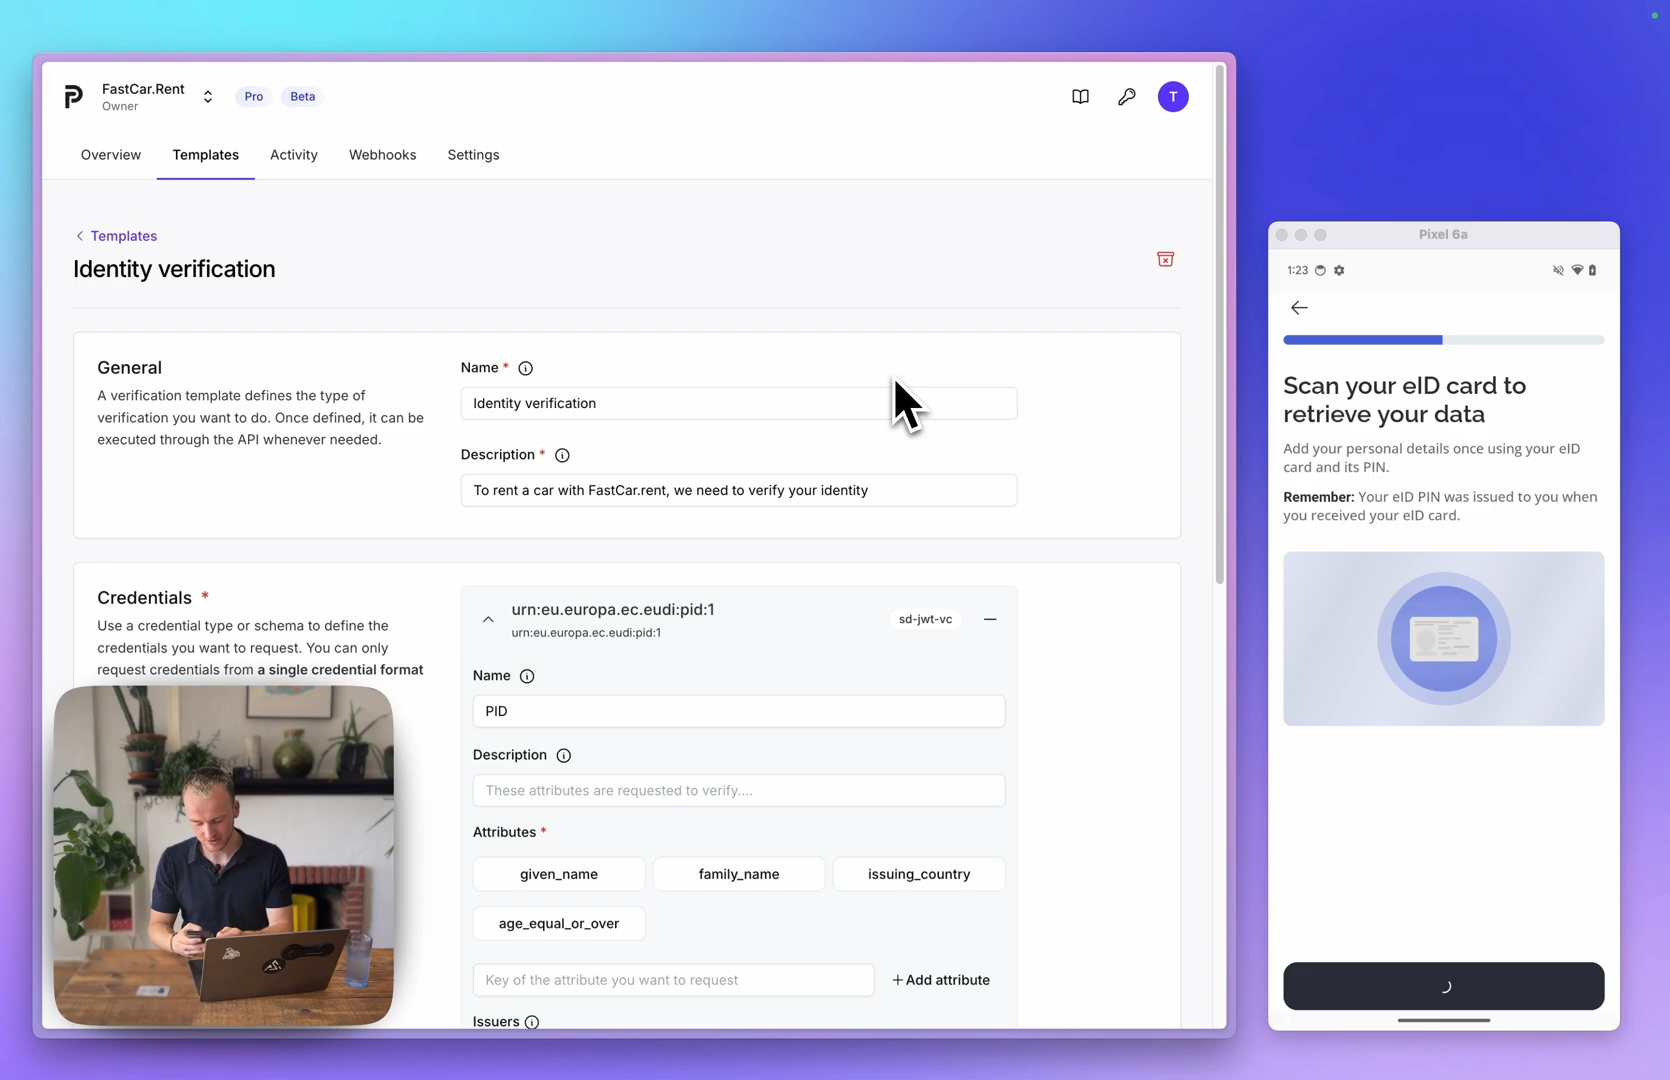 FastCar.Rent
Owner
Pro
Beta
T
Overview
Templates
Activity
Webhooks
Settings
Templates
Identity verification
General
A verification template defines the type of
verification you want to do. Once defined, it can be
executed through the API whenever needed.
Name *
Identity verification
Description *
To rent a car with FastCar.rent, we need to verify your identity
Credentials *
Use a credential type or schema to define the
credentials you want to request. You can only
request credentials from a single credential format
urn:eu.europa.ec.eudi:pid:1
urn:eu.europa.ec.eudi:pid:1
sd-jwt-vc
Name
PID
Description
These attributes are requested to verify....
Attributes *
given_name
family_name
issuing_country
age_equal_or_over
Key of the attribute you want to request
+ Add attribute
Issuers
Pixel 6a
1:23
Scan your eID card to
retrieve your data
Add your personal details once using your eID
card and its PIN.
Remember: Your eID PIN was issued to you when
you received your eID card.